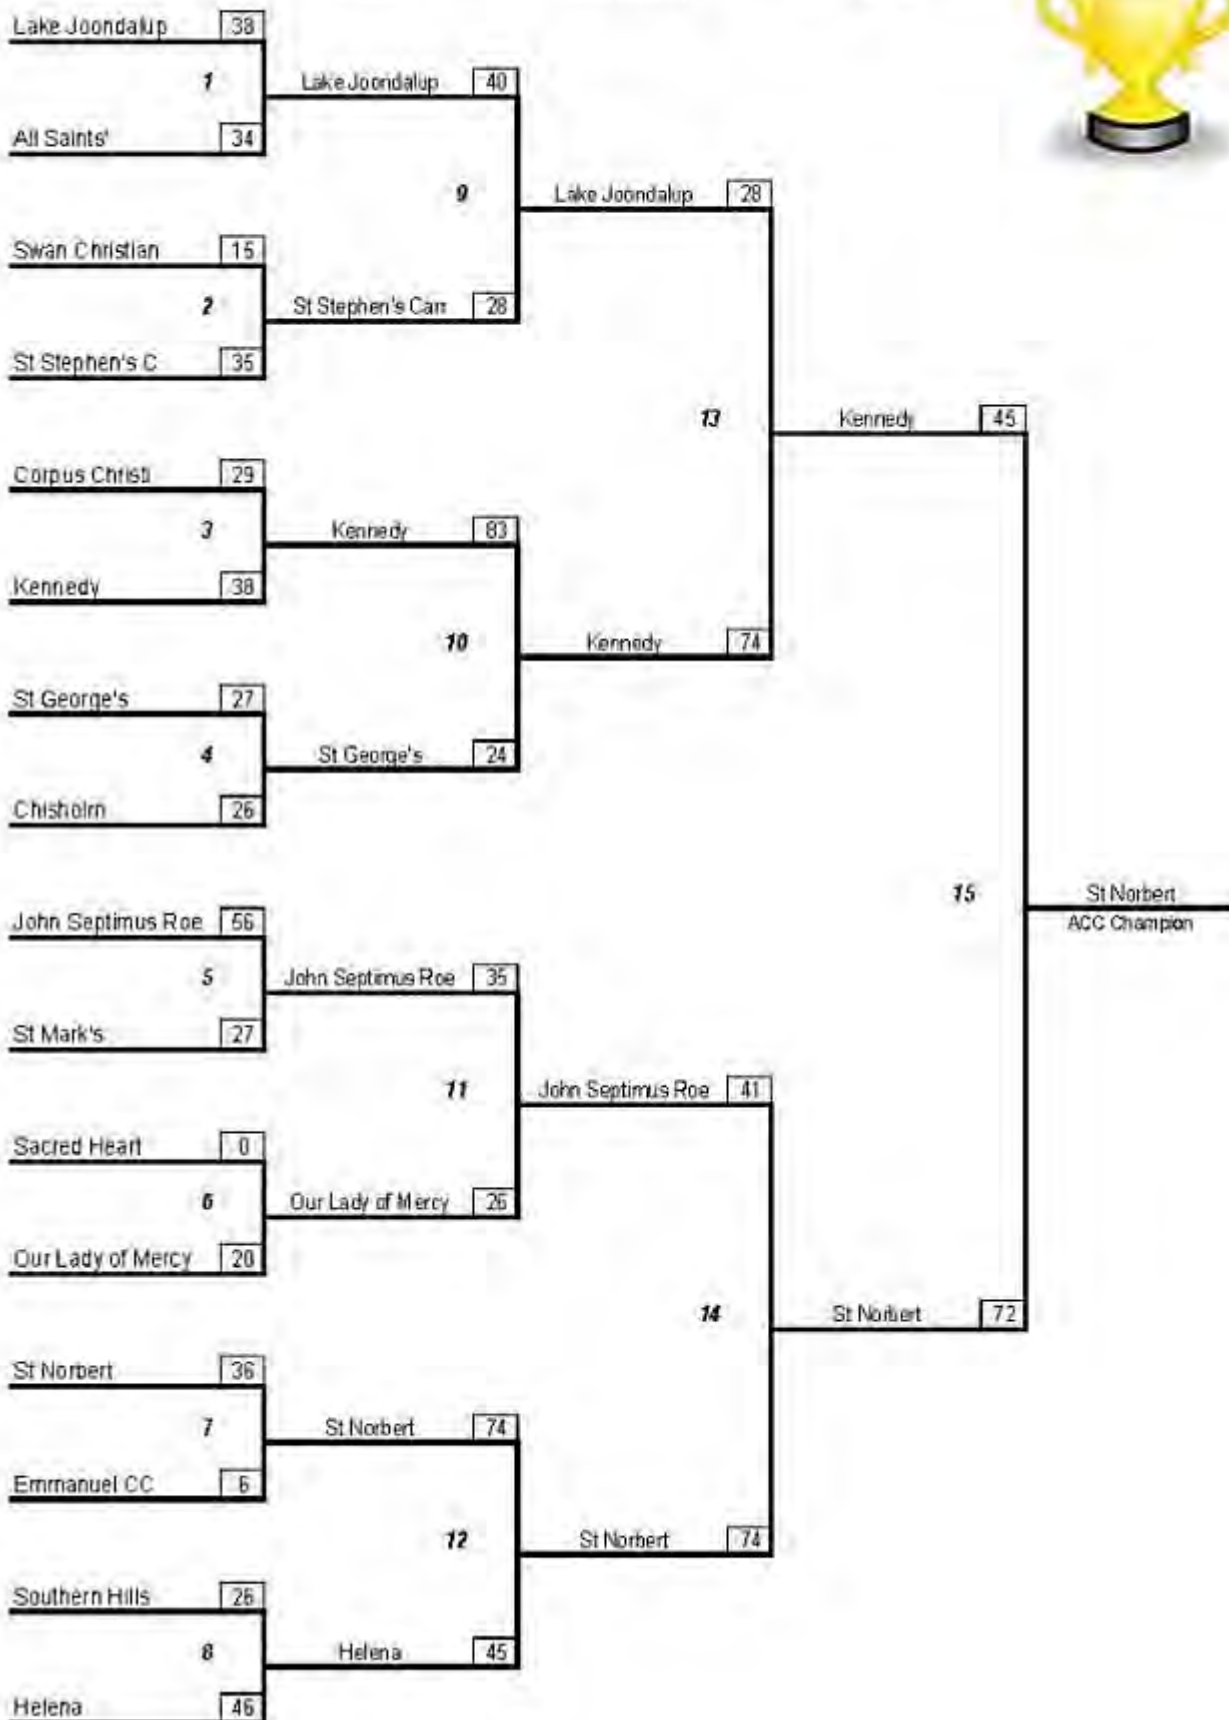 Lake Joondalup 38
1 Lake Joondalup 40
All Saints' 34
9 Lake Joondalup 28
Swan Christian 15
2 St Stephen's Carr 28
St Stephen's C 35
13 Kennedy 45
Corpus Christi 29
3 Kennedy 83
Kennedy 38
10 Kennedy 74
St George's 27
4 St George's 24
Chisholm 26
15 St Norbert
ACC Champion
John Septimus Roe 56
5 John Septimus Roe 35
St Mark's 27
11 John Septimus Roe 41
Sacred Heart 0
6 Our Lady of Mercy 26
Our Lady of Mercy 20
14 St Norbert 72
St Norbert 36
7 St Norbert 74
Emmanuel CC 6
12 St Norbert 74
Southern Hills 26
8 Helena 45
Helena 46